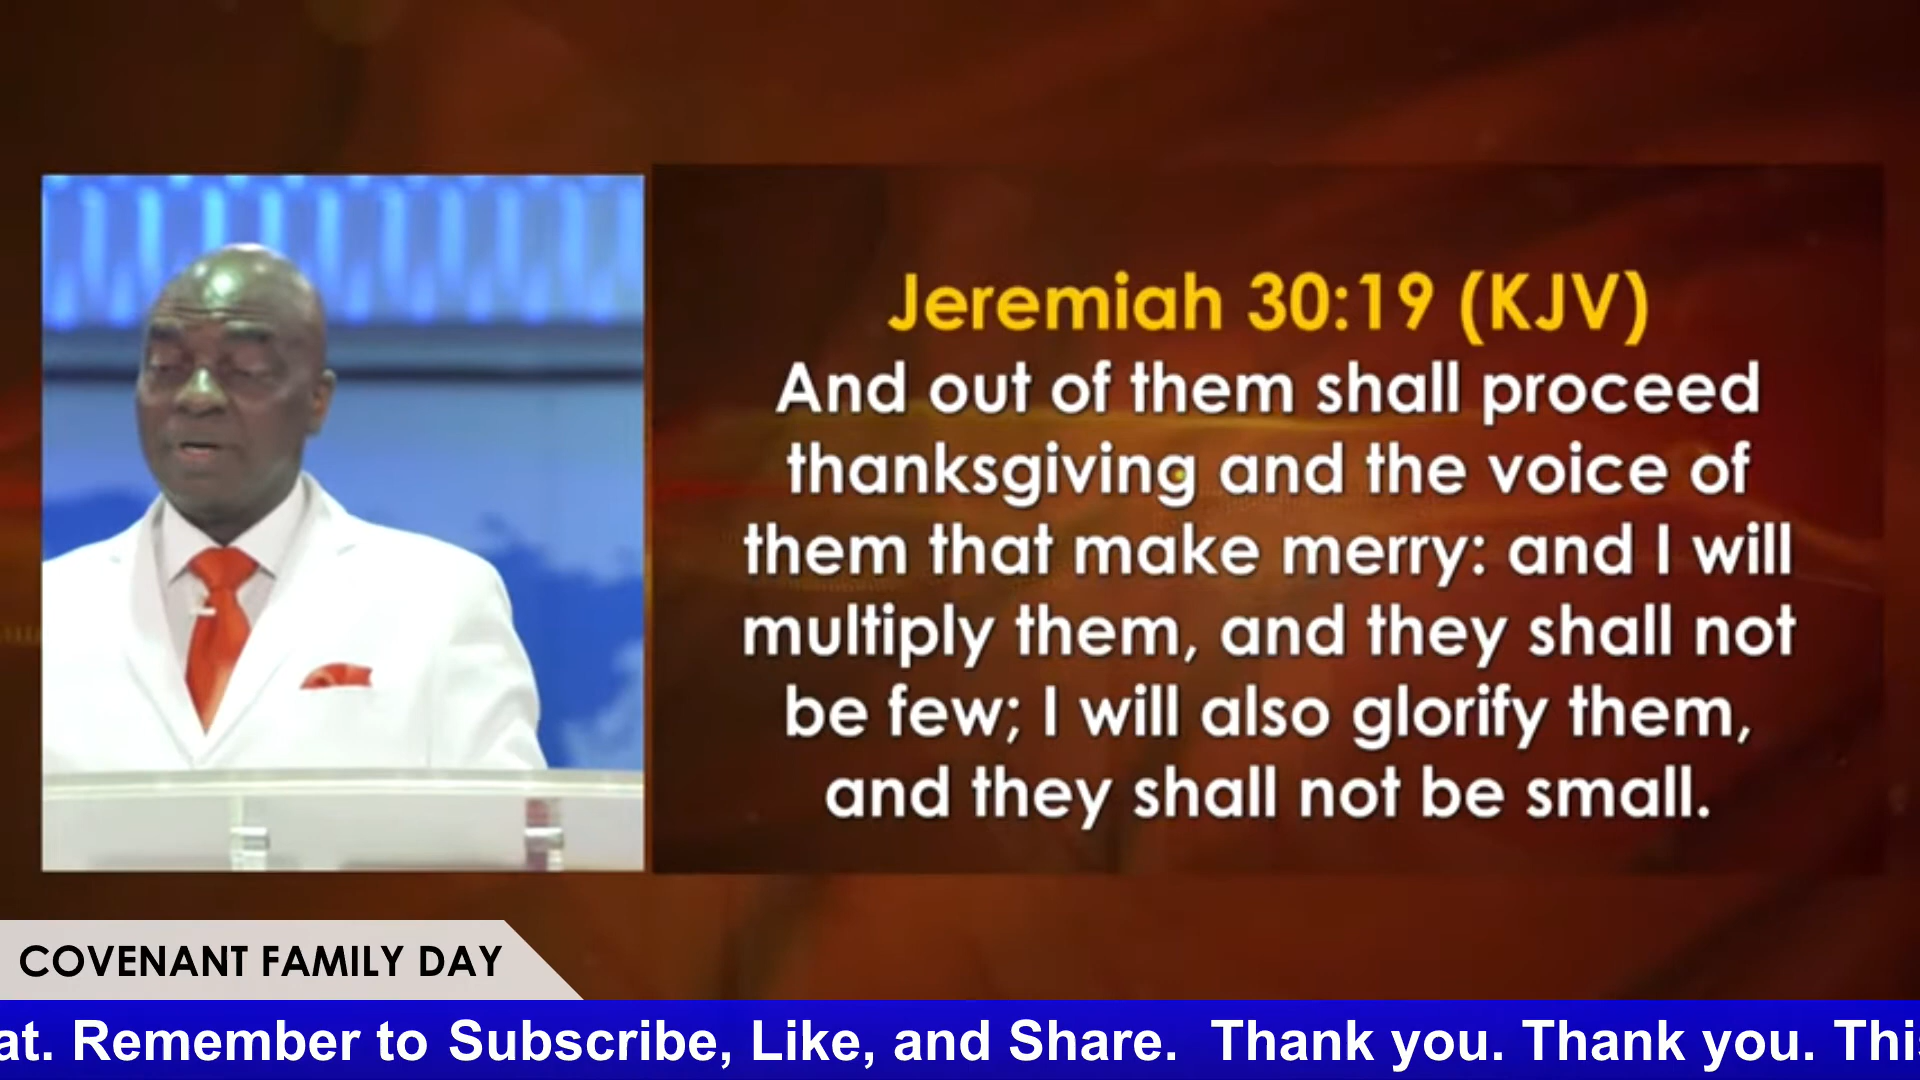 Jeremiah 30:19 (KJV)
And out of them shall proceed
thanksgiving and the voice of
them that make merry: and I will
multiply them, and they shall not
be few; I will also glorify them,
and they shall not be small.
COVENANT FAMILY DAY
at. Remember to Subscribe, Like, and Share. Thank you. Thank you. This